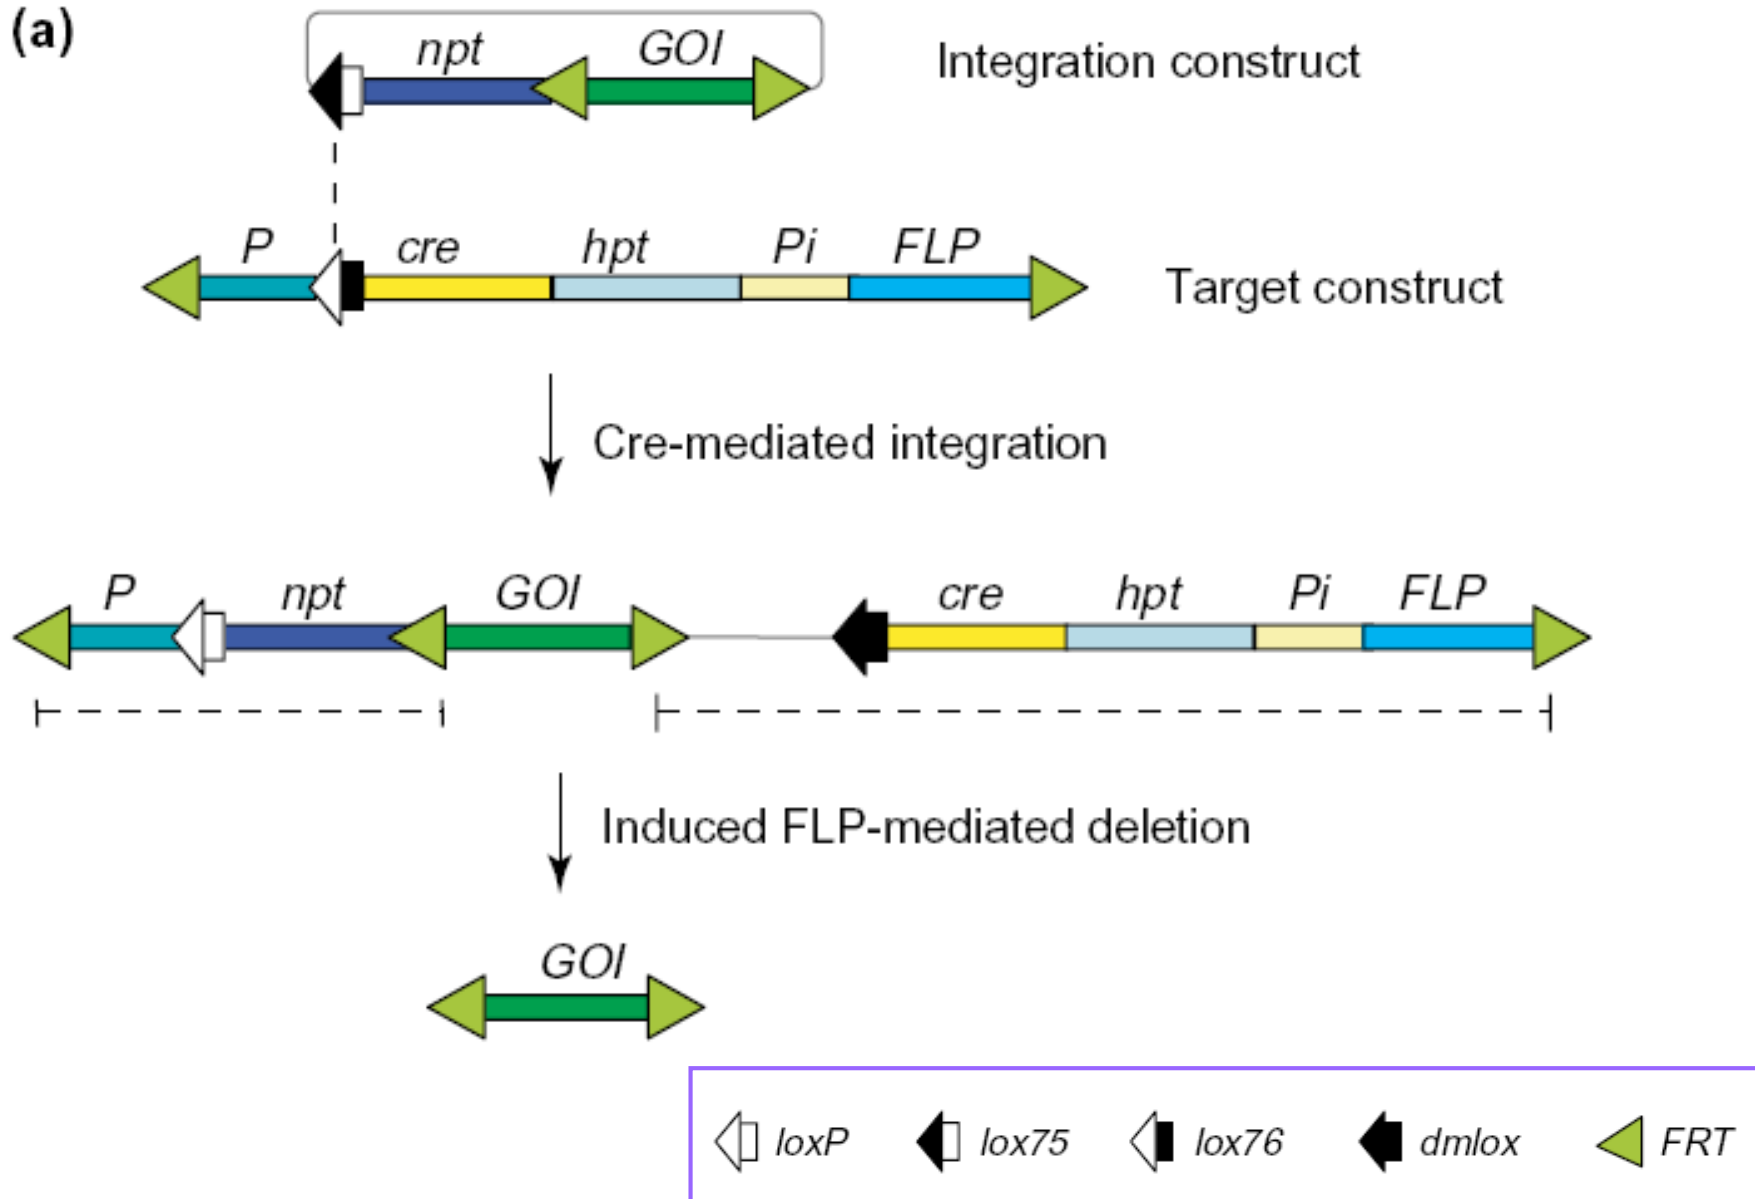 (a)
npt GOI
Integration construct
P cre hpt Pi FLP
Target construct
Cre-mediated integration
P npt GOI cre hpt Pi FLP
Induced FLP-mediated deletion
GOI
loxP lox75 lox76 dmlox FRT